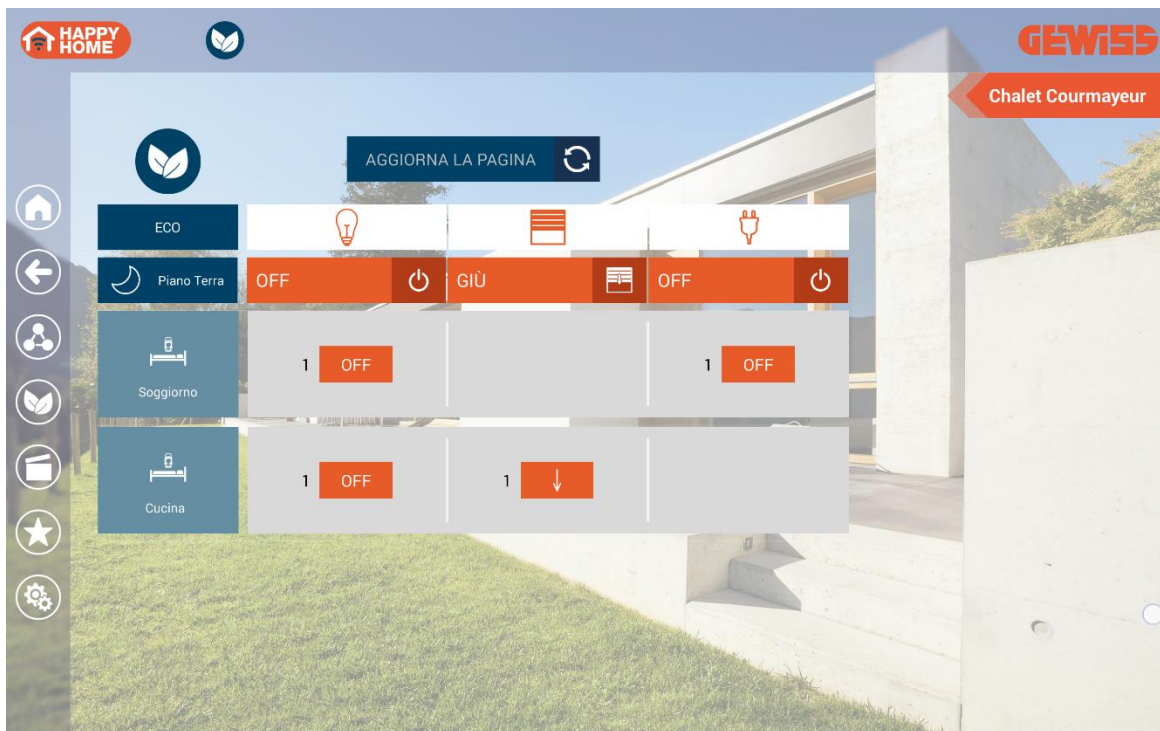 HAPPY
HOME
GEWISS
Chalet Courmayeur
AGGIORNA LA PAGINA
ECO
Piano Terra OFF GIÙ OFF
1 OFF 1 OFF
Soggiorno
1 OFF 1
Cucina